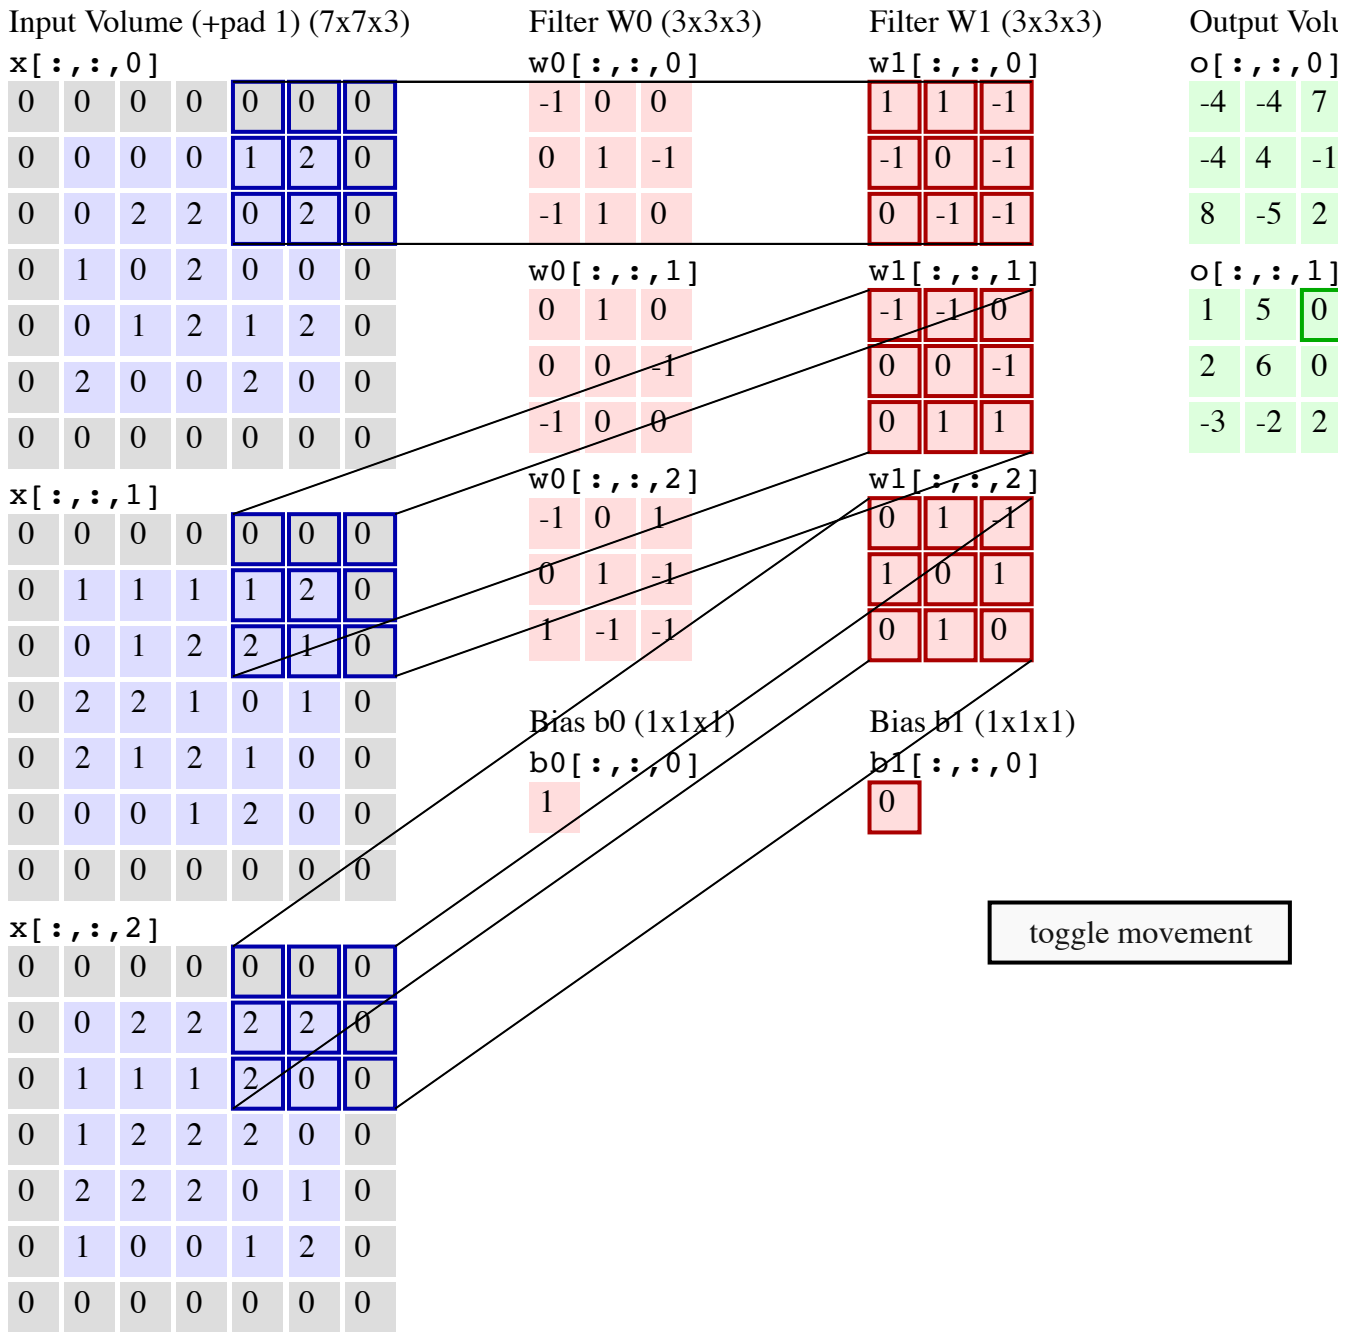 Input Volume (+pad 1) (7x7x3)
x[:,:,0]
0 0 0 0 0 0 0
0 0 0 0 1 2 0
0 0 2 2 0 2 0
0 1 0 2 0 0 0
0 0 1 2 1 2 0
0 2 0 0 2 0 0
0 0 0 0 0 0 0
x[:,:,1]
0 0 0 0 0 0 0
0 1 1 1 1 2 0
0 0 1 2 2 1 0
0 2 2 1 0 1 0
0 2 1 2 1 0 0
0 0 0 1 2 0 0
0 0 0 0 0 0 0
x[:,:,2]
0 0 0 0 0 0 0
0 0 2 2 2 2 0
0 1 1 1 2 0 0
0 1 2 2 2 0 0
0 2 2 2 0 1 0
0 1 0 0 1 2 0
0 0 0 0 0 0 0
Filter W0 (3x3x3)
w0[:,:,0]
-1 0 0
0 1 -1
-1 1 0
w0[:,:,1]
0 1 0
0 0 -1
-1 0 0
w0[:,:,2]
-1 0 1
0 1 -1
1 -1 -1
Bias b0 (1x1x1)
b0[:,:,0]
1
Filter W1 (3x3x3)
w1[:,:,0]
1 1 -1
-1 0 -1
0 -1 -1
w1[:,:,1]
-1 -1 0
0 0 -1
0 1 1
w1[:,:,2]
0 1 -1
1 0 1
0 1 0
Bias b1 (1x1x1)
b1[:,:,0]
0
Output
o[:,:,0]
-4 -4 7
-4 4 -1
8 -5 2
o[:,:,1]
1 5 0
2 6 0
-3 -2 2
toggle movement